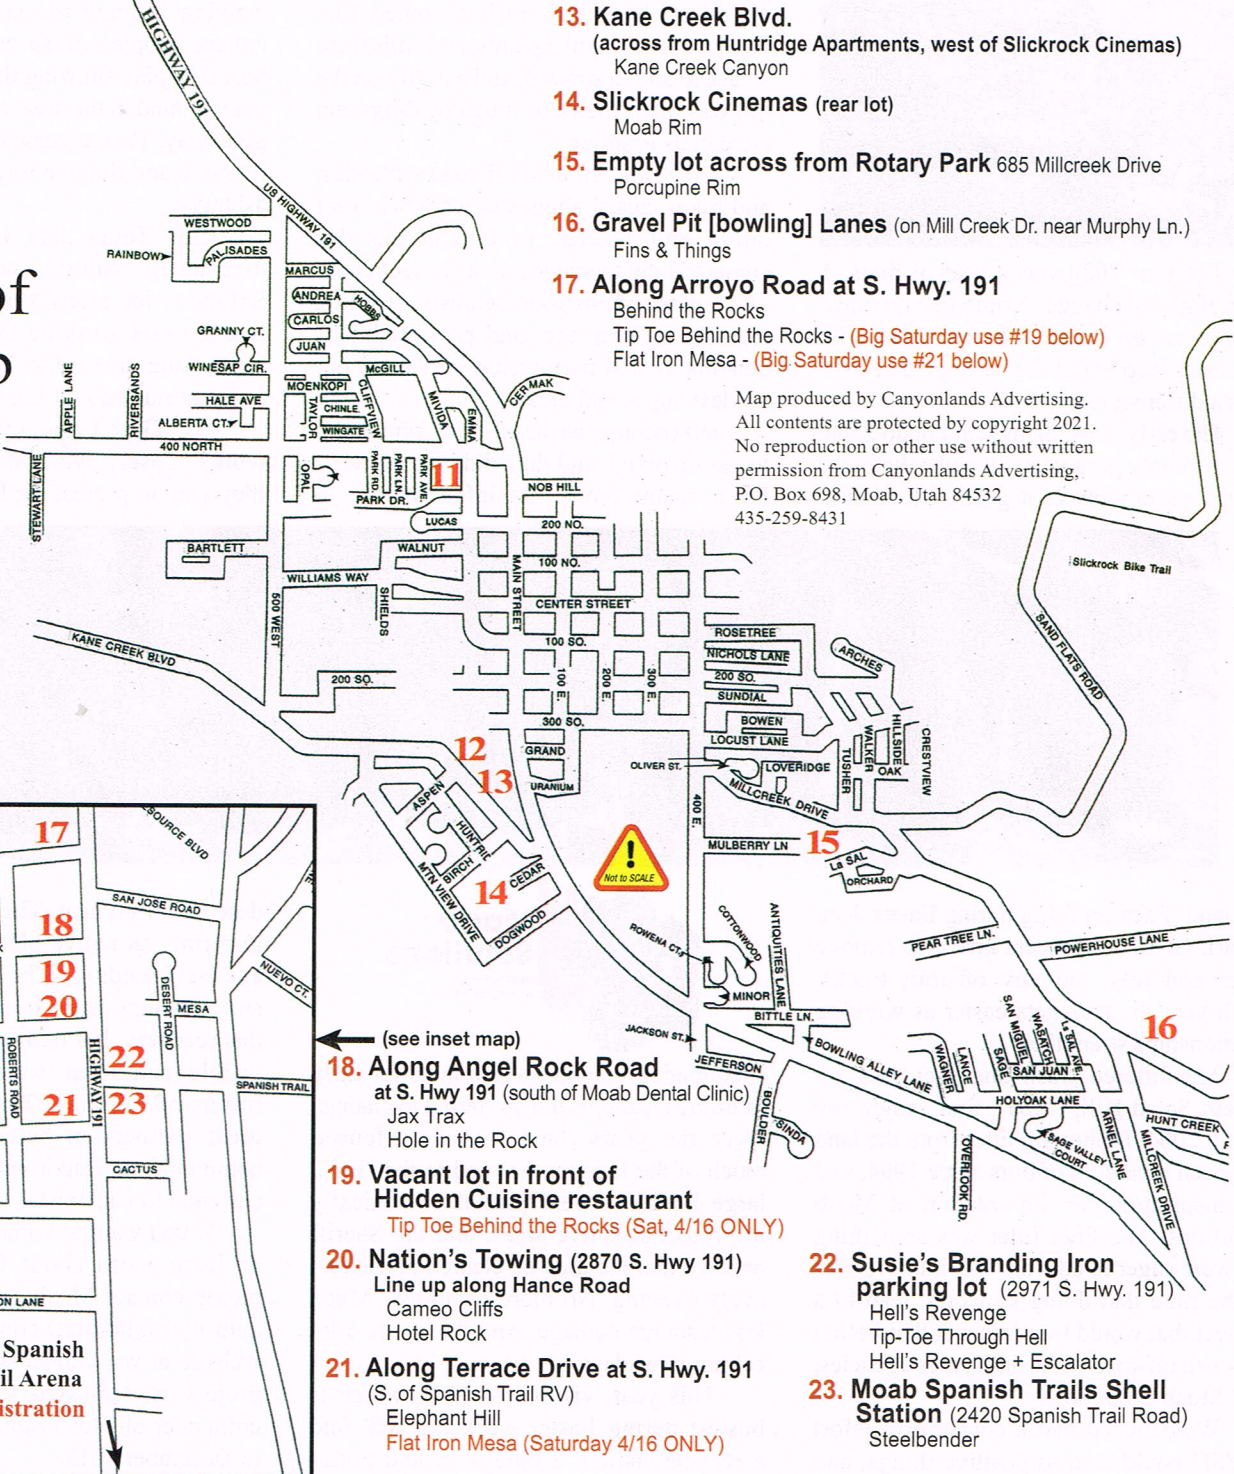 13. Kane Creek Blvd.
(across from Huntridge Apartments, west of Slickrock Cinemas)
Kane Creek Canyon
14. Slickrock Cinemas (rear lot)
Moab Rim
15. Empty lot across from Rotary Park 685 Millcreek Drive
Porcupine Rim
16. Gravel Pit [bowling] Lanes (on Mill Creek Dr. near Murphy Ln.)
Fins & Things
17. Along Arroyo Road at S. Hwy. 191
Behind the Rocks
Tip Toe Behind the Rocks - (Big Saturday use #19 below)
Flat Iron Mesa - (Big Saturday use #21 below)
Map produced by Canyonlands Advertising.
All contents are protected by copyright 2021.
No reproduction or other use without written
permission from Canyonlands Advertising,
P.O. Box 698, Moab, Utah 84532
435-259-8431
HIGHWAY 191
US HIGHWAY 191
WESTWOOD
RAINBOW
PALISADES
MARCUS
ANDREA
HOBBS
CARLOS
GRANNY CT.
JUAN
WINESAP CIR.
McGILL
MOENKOPI
CERMAK
APPLE LANE
RIVERSANDS
HALE AVE
ALBERTA CT.
TAYLOR
CHINLE
WINGATE
CLIFFVIEW
MIVIDA
EMMA
400 NORTH
STEWART LANE
OPAL
PARK RD.
PARK LN.
PARK AVE.
11
PARK DR.
NOB HILL
LUCAS
200 NO.
BARTLETT
WALNUT
MAIN STREET
100 NO.
WILLIAMS WAY
SHIELDS
CENTER STREET
500 WEST
100 SO.
KANE CREEK BLVD
200 SO.
100 E.
200 E.
300 E.
300 SO.
ROSETREE
NICHOLS LANE
200 SO.
SUNDIAL
BOWEN
LOCUST LANE
ARCHES
Slickrock Bike Trail
SAND FLATS ROAD
HILLSIDE
WALKER
TUSHER
OAK
CRESTVIEW
12
13
GRAND
URANIUM
OLIVER ST.
LOVERIDGE
MILLCREEK DRIVE
400 E.
ASPEN
HUNTRIC
BIRCH
CEDAR
MTN VIEW DRIVE
14
DOGWOOD
!
Not to SCALE
MULBERRY LN
15
La SAL
ORCHARD
PEAR TREE LN.
POWERHOUSE LANE
COTTONWOOD
ANTIQUITIES LANE
ROWENA CT.
MINOR
BITTLE LN.
JACKSON ST.
JEFFERSON
BOWLING ALLEY LANE
BOULDER
SINDA
WAGNER
LANCE
SAGE
SAN MIGUEL
WASATCH
La SAL AVE.
SAN JUAN
16
HOLYOAK LANE
SAGE VALLEY
COURT
ARNEL LANE
HUNT CREEK
MILLCREEK DRIVE
OVERLOOK RD.
17
18
19
20
21
22
23
SAN JOSE ROAD
NUEVO CT.
DESERT ROAD
MESA
ROBERTS ROAD
HIGHWAY 191
SPANISH TRAIL
CACTUS
Spanish
(see inset map)
18. Along Angel Rock Road
at S. Hwy 191 (south of Moab Dental Clinic)
Jax Trax
Hole in the Rock
19. Vacant lot in front of
Hidden Cuisine restaurant
Tip Toe Behind the Rocks (Sat, 4/16 ONLY)
20. Nation's Towing (2870 S. Hwy 191)
Line up along Hance Road
Cameo Cliffs
Hotel Rock
21. Along Terrace Drive at S. Hwy. 191
(S. of Spanish Trail RV)
Elephant Hill
Flat Iron Mesa (Saturday 4/16 ONLY)
22. Susie's Branding Iron
parking lot (2971 S. Hwy. 191)
Hell's Revenge
Tip-Toe Through Hell
Hell's Revenge + Escalator
23. Moab Spanish Trails Shell
Station (2420 Spanish Trail Road)
Steelbender